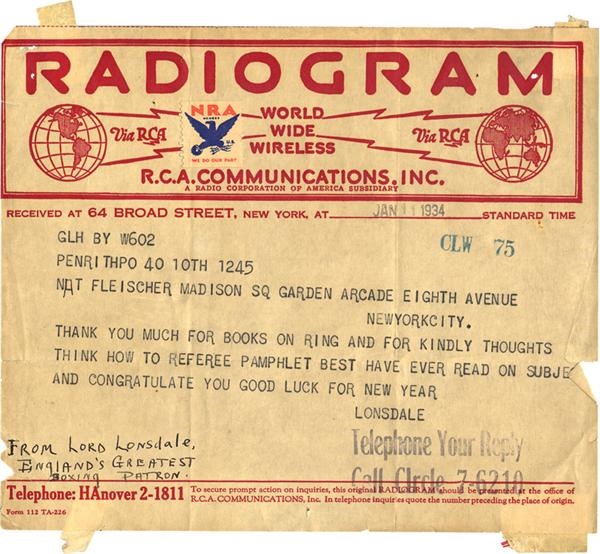 RADIOGRAM
Via RCA
NRA
MEMBER
U.S.
WE DO OUR PART
WORLD
WIDE
WIRELESS
Via RCA
R.C.A. COMMUNICATIONS, INC.
A RADIO CORPORATION OF AMERICA SUBSIDIARY
RECEIVED AT 64 BROAD STREET, NEW YORK, AT JAN 11 1934 STANDARD TIME
GLH BY W602
CLW 75
PENRITHPO 40 10TH 1245
NAT FLEISCHER MADISON SQ GARDEN ARCADE EIGHTH AVENUE
NEWYORKCITY.
THANK YOU MUCH FOR BOOKS ON RING AND FOR KINDLY THOUGHTS
THINK HOW TO REFEREE PAMPHLET BEST HAVE EVER READ ON SUBJE
AND CONGRATULATE YOU GOOD LUCK FOR NEW YEAR
LONSDALE
FROM LORD LONSDALE,
ENGLAND'S GREATEST
BOXING PATRON.
Telephone Your Reply
Call CIrcle 7-6210
Telephone: HAnover 2-1811
To secure prompt action on inquiries, this original RADIOGRAM should be presented at the office of
R.C.A. COMMUNICATIONS, Inc. In telephone inquiries quote the number preceding the place of origin.
Form 112 TA-226